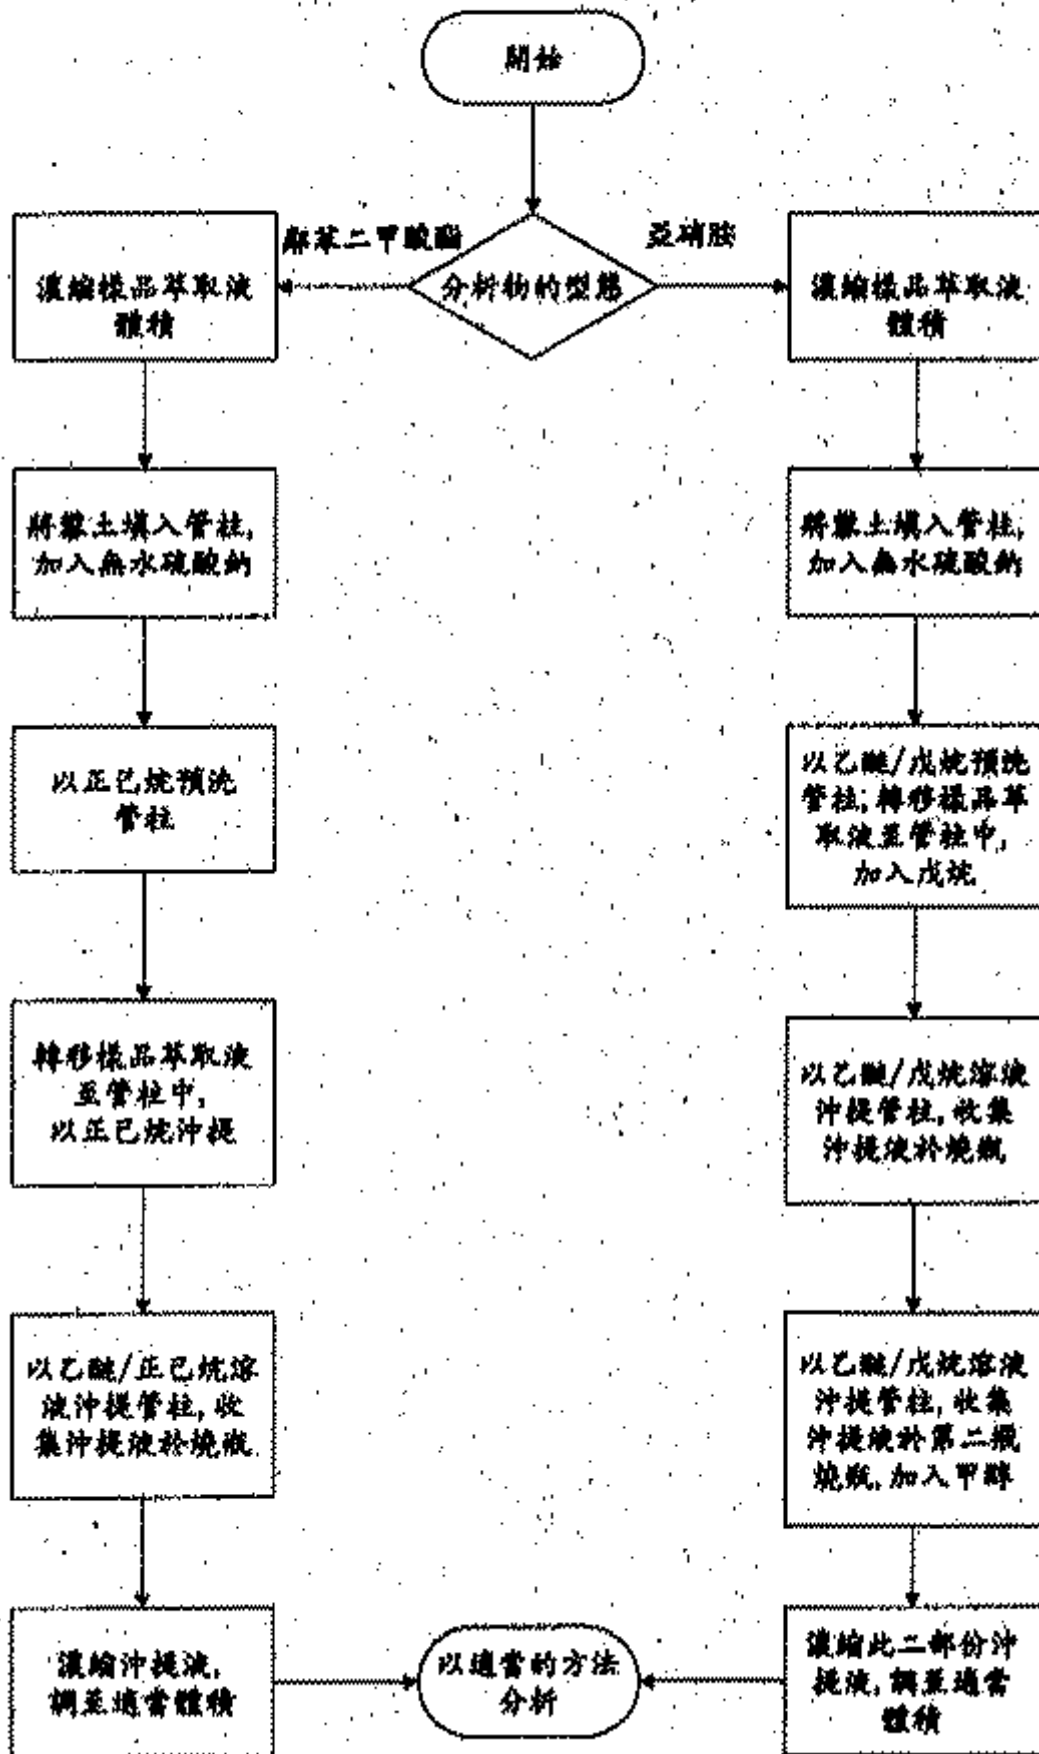 開始
鄰苯二甲酸酯
亞硝胺
分析物的型態
濃縮樣品萃取液
體積
將礬土填入管柱,
加入無水硫酸鈉
以正己烷預洗
管柱
轉移樣品萃取液
至管柱中,
以正己烷沖提
以乙醚/正己烷溶
液沖提管柱, 收
集沖提液於燒瓶
濃縮沖提液,
調至適當體積
濃縮樣品萃取液
體積
將礬土填入管柱,
加入無水硫酸鈉
以乙醚/戊烷預洗
管柱; 轉移樣品萃
取液至管柱中,
加入戊烷
以乙醚/戊烷溶液
沖提管柱, 收集
沖提液於燒瓶
以乙醚/戊烷溶液
沖提管柱, 收集
沖提液於第二個
燒瓶, 加入甲醇
濃縮此二部份沖
提液, 調至適當
體積
以適當的方法
分析